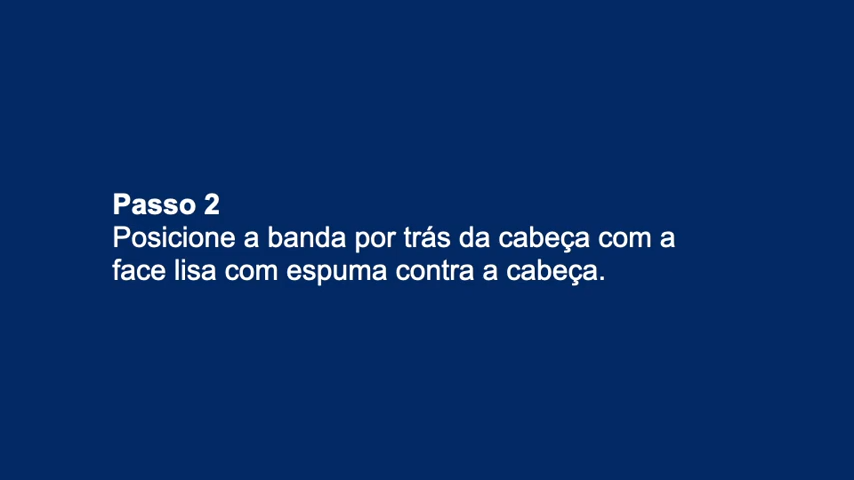 Passo 2
Posicione a banda por trás da cabeça com a
face lisa com espuma contra a cabeça.